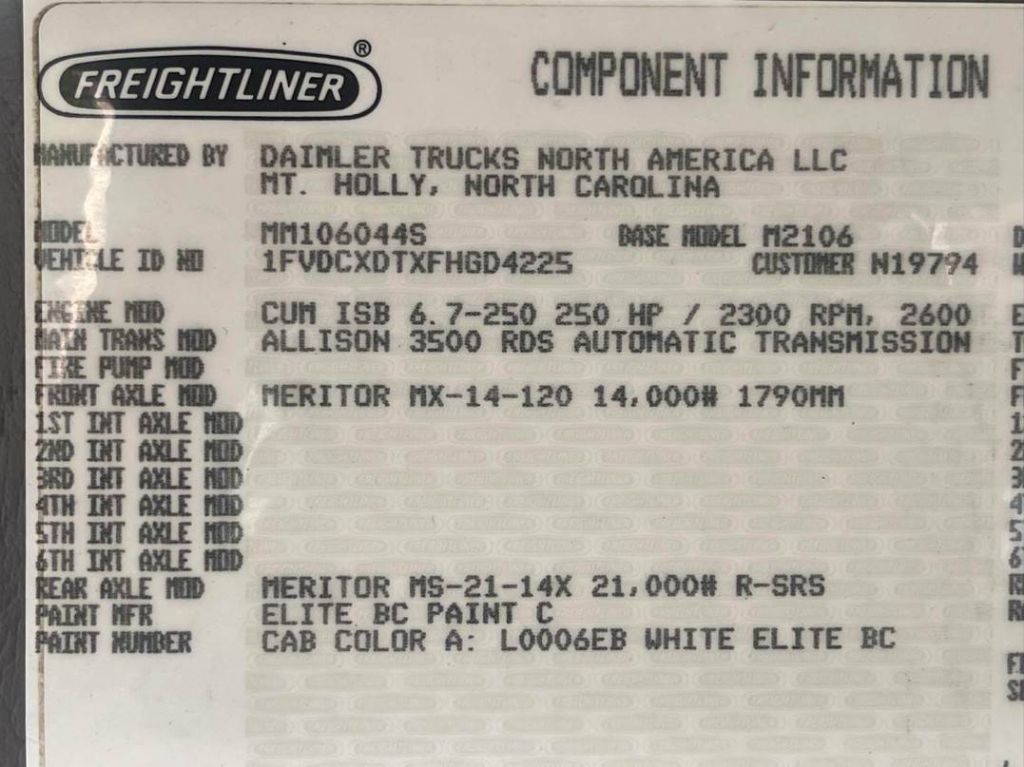 FREIGHTLINER ®
COMPONENT INFORMATION
MANUFACTURED BY DAIMLER TRUCKS NORTH AMERICA LLC
MT. HOLLY, NORTH CAROLINA
MODEL MM106044S BASE MODEL M2106
VEHICLE ID NO 1FVDCXDTXFHGD4225 CUSTOMER N19794
ENGINE MOD CUM ISB 6.7-250 250 HP / 2300 RPM, 2600
MAIN TRANS MOD ALLISON 3500 RDS AUTOMATIC TRANSMISSION
FIRE PUMP MOD
FRONT AXLE MOD MERITOR MX-14-120 14,000# 1790MM
1ST INT AXLE MOD
2ND INT AXLE MOD
3RD INT AXLE MOD
4TH INT AXLE MOD
5TH INT AXLE MOD
6TH INT AXLE MOD
REAR AXLE MOD MERITOR MS-21-14X 21,000# R-SRS
PAINT MFR ELITE BC PAINT C
PAINT NUMBER CAB COLOR A: L0006EB WHITE ELITE BC